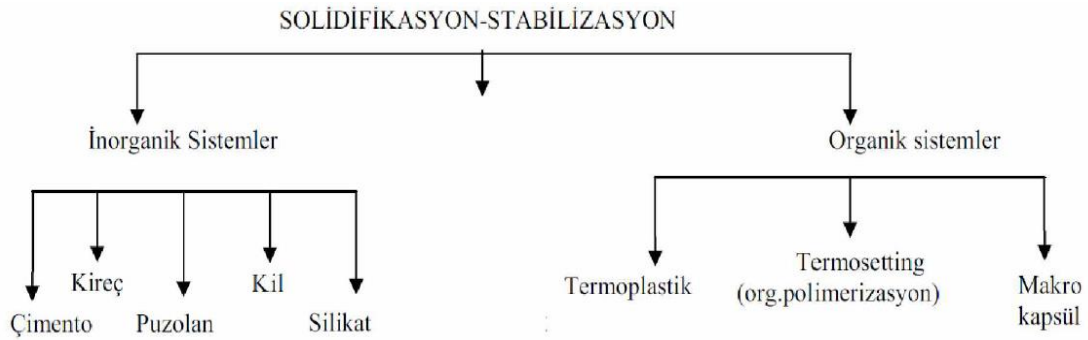 SOLİDİFİKASYON-STABİLİZASYON
İnorganik Sistemler
Organik sistemler
Çimento
Kireç
Puzolan
Kil
Silikat
Termoplastik
Termosetting
(org.polimerizasyon)
Makro
kapsül